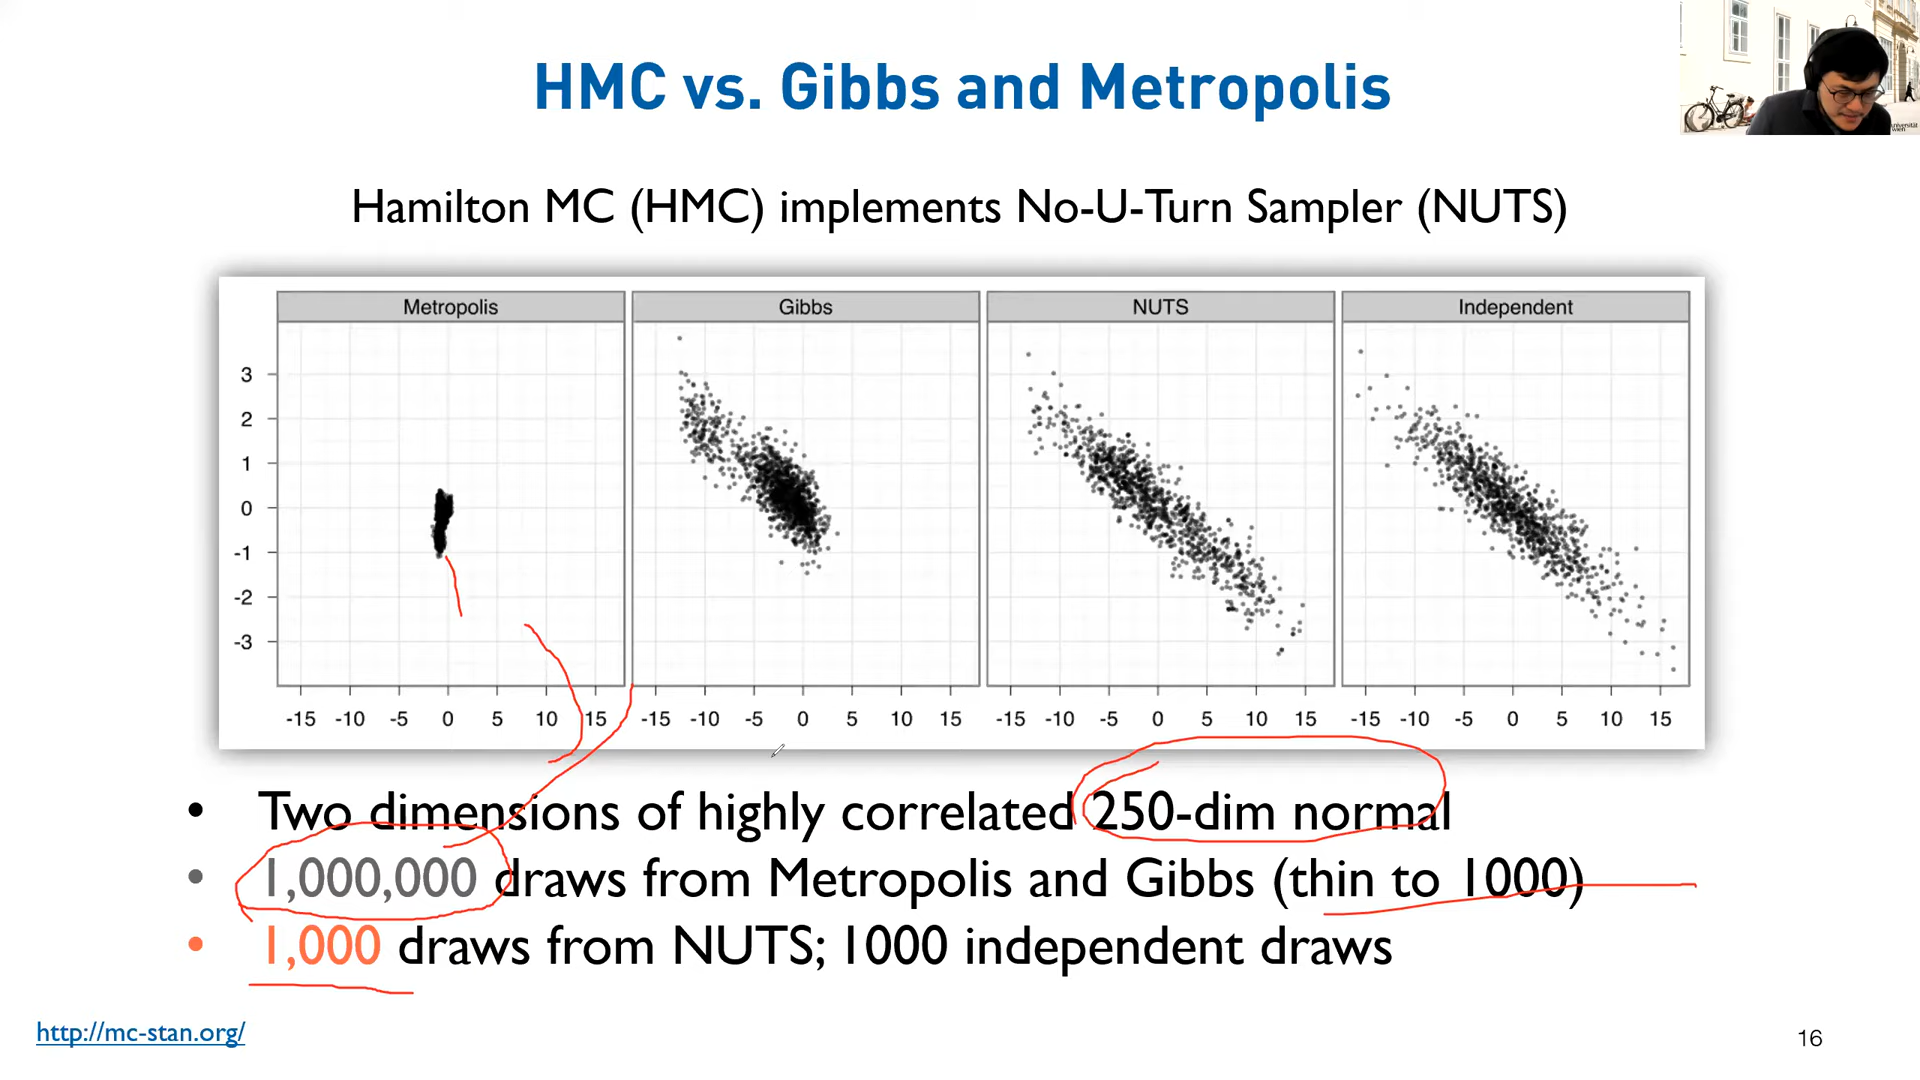 HMC vs. Gibbs and Metropolis
Hamilton MC (HMC) implements No-U-Turn Sampler (NUTS)
Metropolis Gibbs NUTS Independent
3
2
1
0
-1
-2
-3
-15 -10 -5 0 5 10 15 -15 -10 -5 0 5 10 15 -15 -10 -5 0 5 10 15 -15 -10 -5 0 5 10 15
• Two dimensions of highly correlated 250-dim normal
• 1,000,000 draws from Metropolis and Gibbs (thin to 1000)
• 1,000 draws from NUTS; 1000 independent draws
http://mc-stan.org/
16
universität
wien